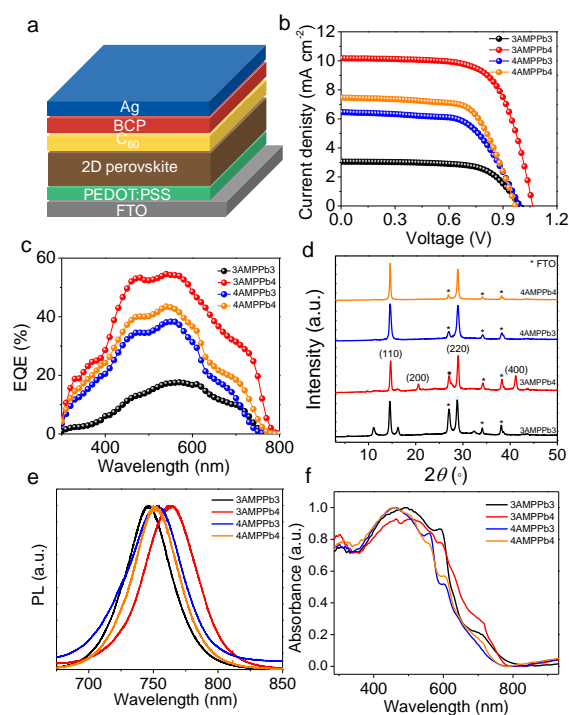 a
Ag
BCP
C60
2D perovskite
PEDOT:PSS
FTO
b
Current denisty (mA cm-2)
12
10
8
6
4
2
0
0.0 0.3 0.6 0.9 1.2
Voltage (V)
3AMPPb3
3AMPPb4
4AMPPb3
4AMPPb4
c
EQE (%)
60
40
20
0
400 500 600 700 800
Wavelength (nm)
3AMPPb3
3AMPPb4
4AMPPb3
4AMPPb4
d
Intensity (a.u.)
* FTO
4AMPPb4
* * * *
4AMPPb3
* * * *
(110) (220)
(200) (400)
3AMPPb4
* * * *
3AMPPb3
* * * *
10 20 30 40 50
2θ (°)
e
PL (a.u.)
3AMPPb3
3AMPPb4
4AMPPb3
4AMPPb4
700 750 800 850
Wavelength (nm)
f
Absorbance (a.u.)
1.0
0.8
0.6
0.4
0.2
0.0
400 600 800
Wavelength (nm)
3AMPPb3
3AMPPb4
4AMPPb3
4AMPPb4